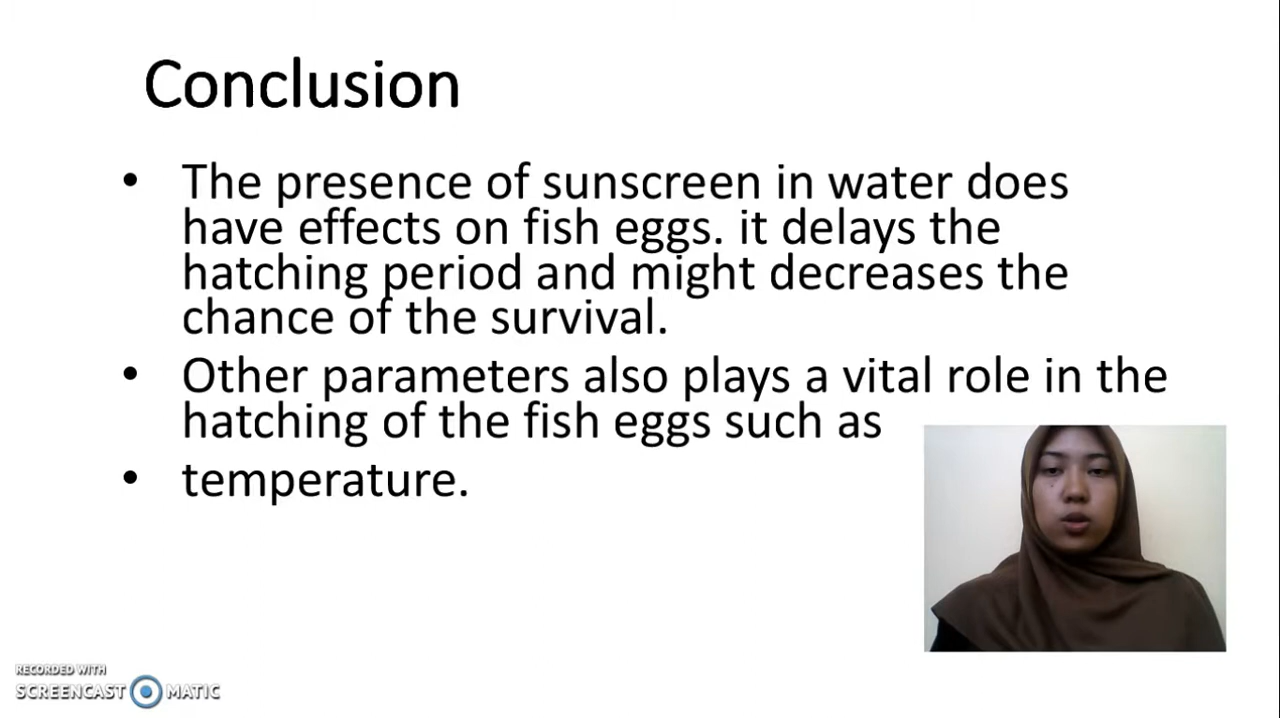 Conclusion
• The presence of sunscreen in water does
have effects on fish eggs. it delays the
hatching period and might decreases the
chance of the survival.
• Other parameters also plays a vital role in the
hatching of the fish eggs such as
• temperature.
RECORDED WITH
SCREENCAST MATIC